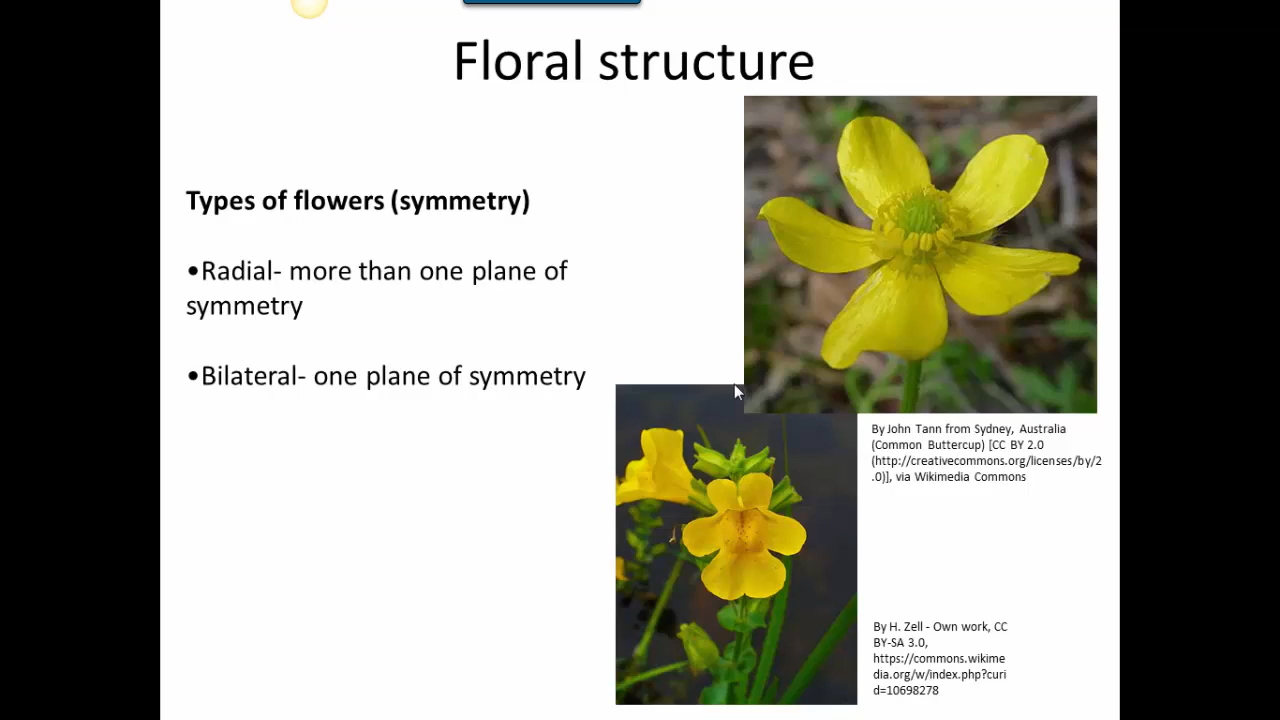 Floral structure
Types of flowers (symmetry)
•Radial- more than one plane of
symmetry
•Bilateral- one plane of symmetry
By John Tann from Sydney, Australia
(Common Buttercup) [CC BY 2.0
(http://creativecommons.org/licenses/by/2
.0)], via Wikimedia Commons
By H. Zell - Own work, CC
BY-SA 3.0,
https://commons.wikime
dia.org/w/index.php?curi
d=10698278